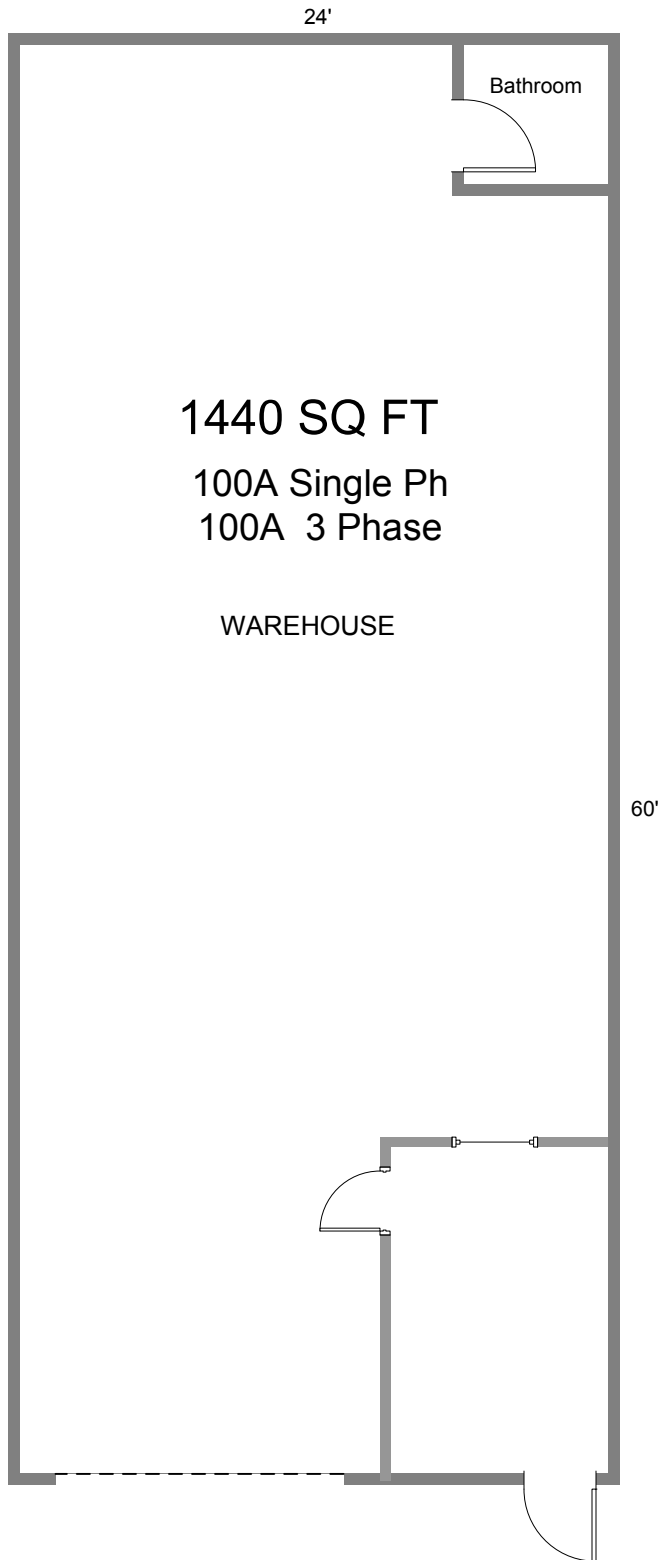 24'
Bathroom
1440 SQ FT
100A Single Ph
100A 3 Phase
WAREHOUSE
60'